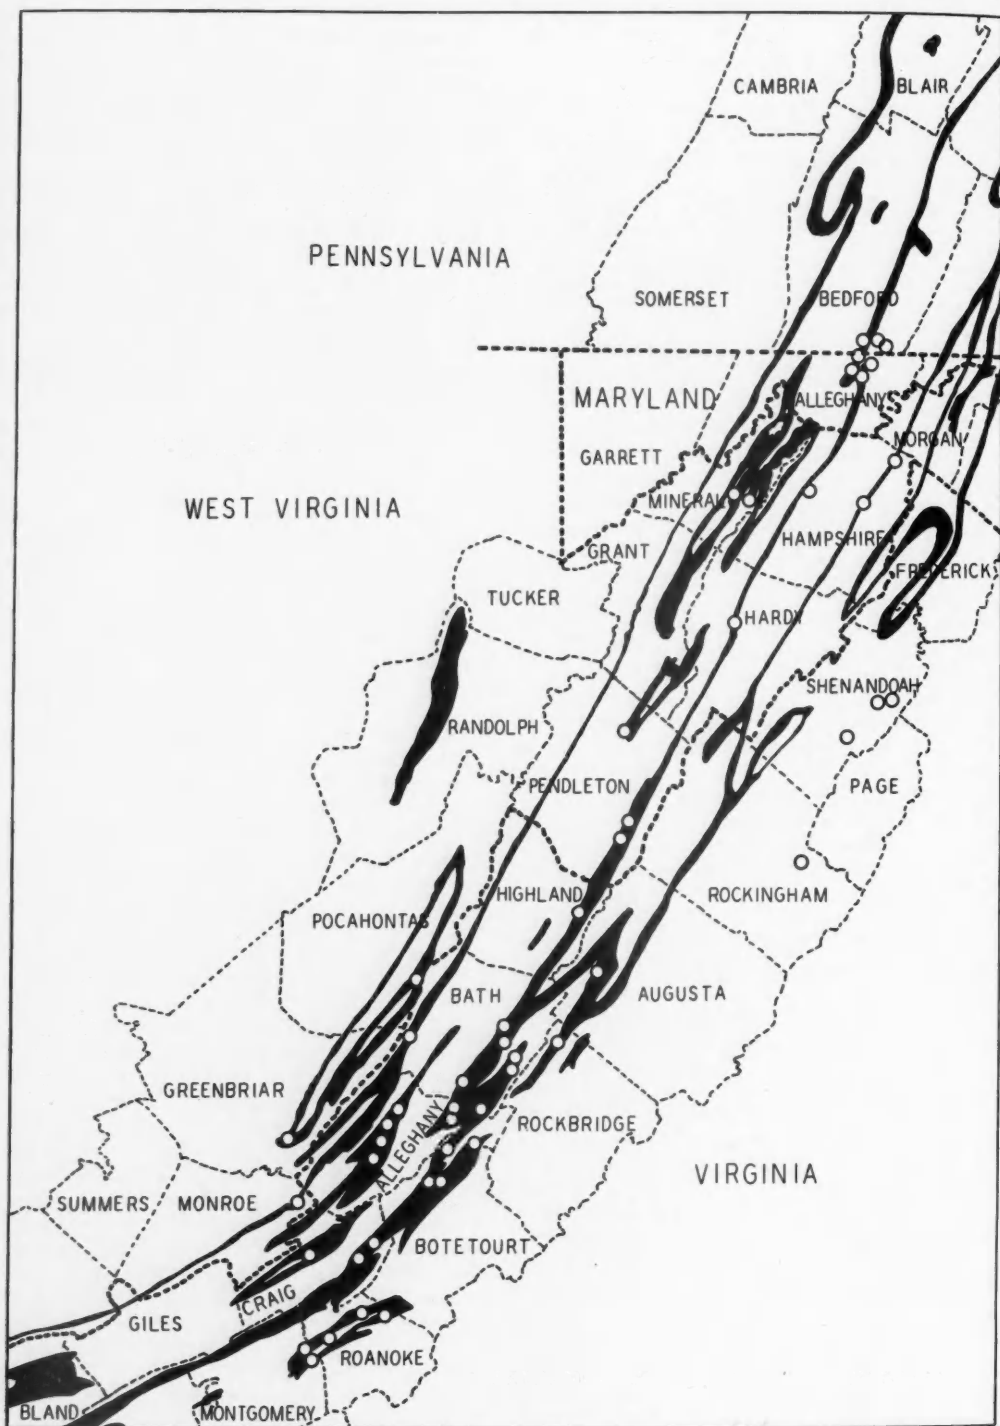 CAMBRIA
BLAIR
PENNSYLVANIA
SOMERSET
BEDFORD
MARYLAND
ALLEGHANY
GARRETT
MORGAN
MINERAL
WEST VIRGINIA
HAMPSHIRE
GRANT
FREDERICK
TUCKER
HARDY
SHENANDOAH
RANDOLPH
PENDLETON
PAGE
HIGHLAND
ROCKINGHAM
POCAHONTAS
BATH
AUGUSTA
GREENBRIAR
ALLEGHANY
ROCKBRIDGE
VIRGINIA
SUMMERS
MONROE
BOTETOURT
CRAIG
GILES
ROANOKE
BLAND
MONTGOMERY